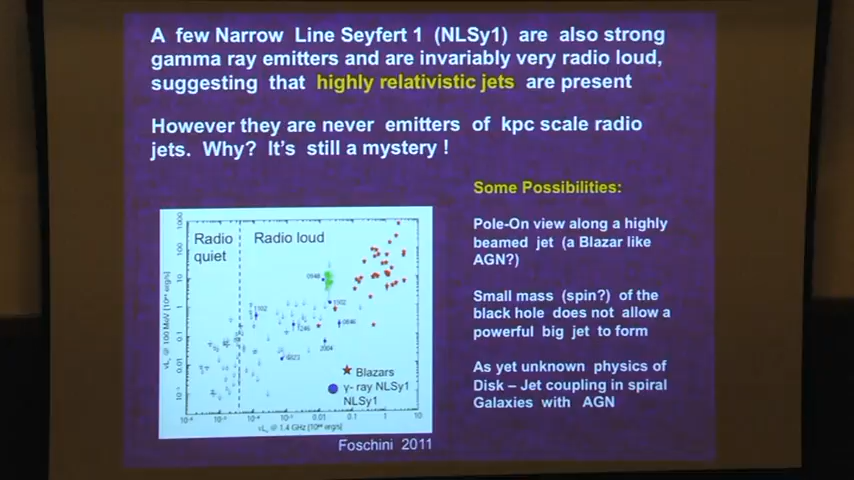 A few Narrow Line Seyfert 1 (NLSy1) are also strong
gamma ray emitters and are invariably very radio loud,
suggesting that highly relativistic jets are present
However they are never emitters of kpc scale radio
jets. Why? It's still a mystery !
Some Possibilities:
Pole-On view along a highly
beamed jet (a Blazar like
AGN?)
Small mass (spin?) of the
black hole does not allow a
powerful big jet to form
As yet unknown physics of
Disk – Jet coupling in spiral
Galaxies with AGN
Radio
quiet
Radio loud
Blazars
γ- ray NLSy1
NLSy1
Foschini 2011